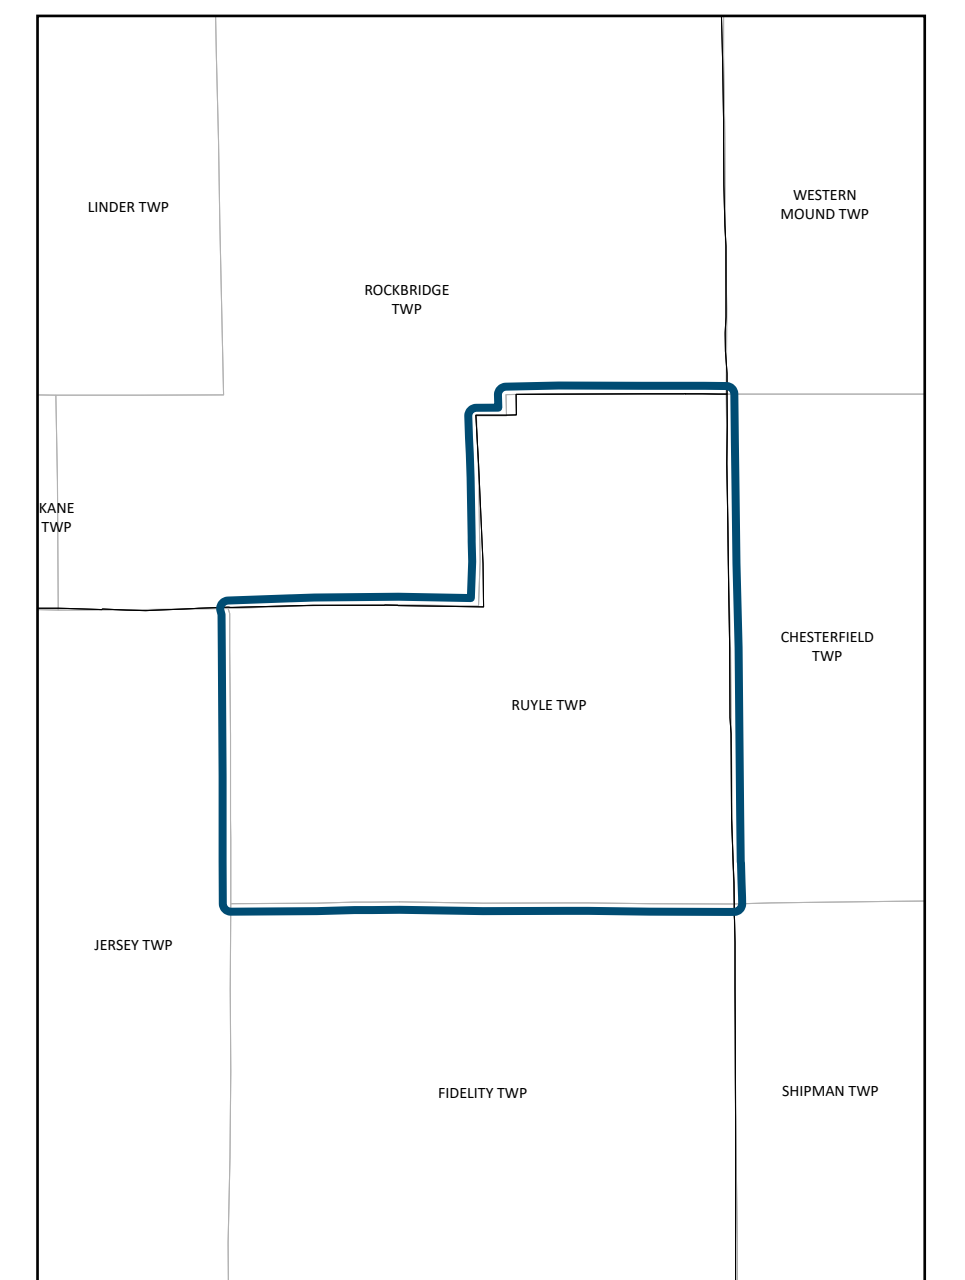 WESTERN
MOUND TWP
LINDER TWP
ROCKBRIDGE
TWP
KANE
TWP
CHESTERFIELD
TWP
RUYLE TWP
JERSEY TWP
SHIPMAN TWP
FIDELITY TWP